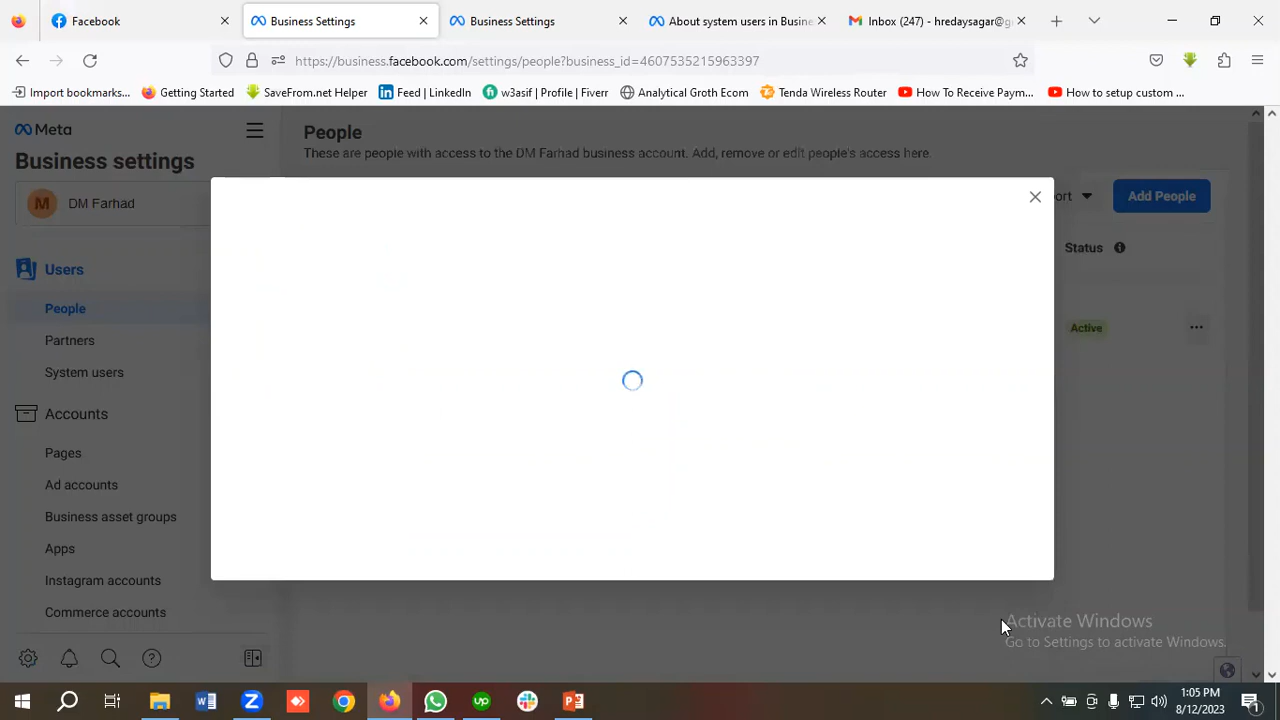 Facebook
Business Settings
Business Settings
About system users in Busine
Inbox (247) - hredaysagar@g
https://business.facebook.com/settings/people?business_id=4607535215963397
Import bookmarks...
Getting Started
SaveFrom.net Helper
Feed | LinkedIn
w3asif | Profile | Fiverr
Analytical Groth Ecom
Tenda Wireless Router
How To Receive Paym...
How to setup custom ...
Meta
Business settings
M
DM Farhad
Users
People
Partners
System users
Accounts
Pages
Ad accounts
Business asset groups
Apps
Instagram accounts
Commerce accounts
People
These are people with access to the DM Farhad business account. Add, remove or edit people's access here.
ort
Add People
Status
Active
Activate Windows
Go to Settings to activate Windows.
1:05 PM
8/12/2023
1